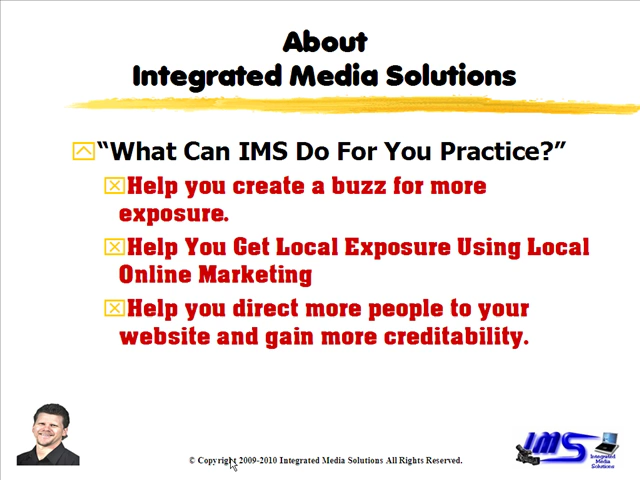 About
Integrated Media Solutions
“What Can IMS Do For You Practice?”
Help you create a buzz for more
exposure.
Help You Get Local Exposure Using Local
Online Marketing
Help you direct more people to your
website and gain more creditability.
© Copyright 2009-2010 Integrated Media Solutions All Rights Reserved.
IMS
Integrated
Media
Solutions